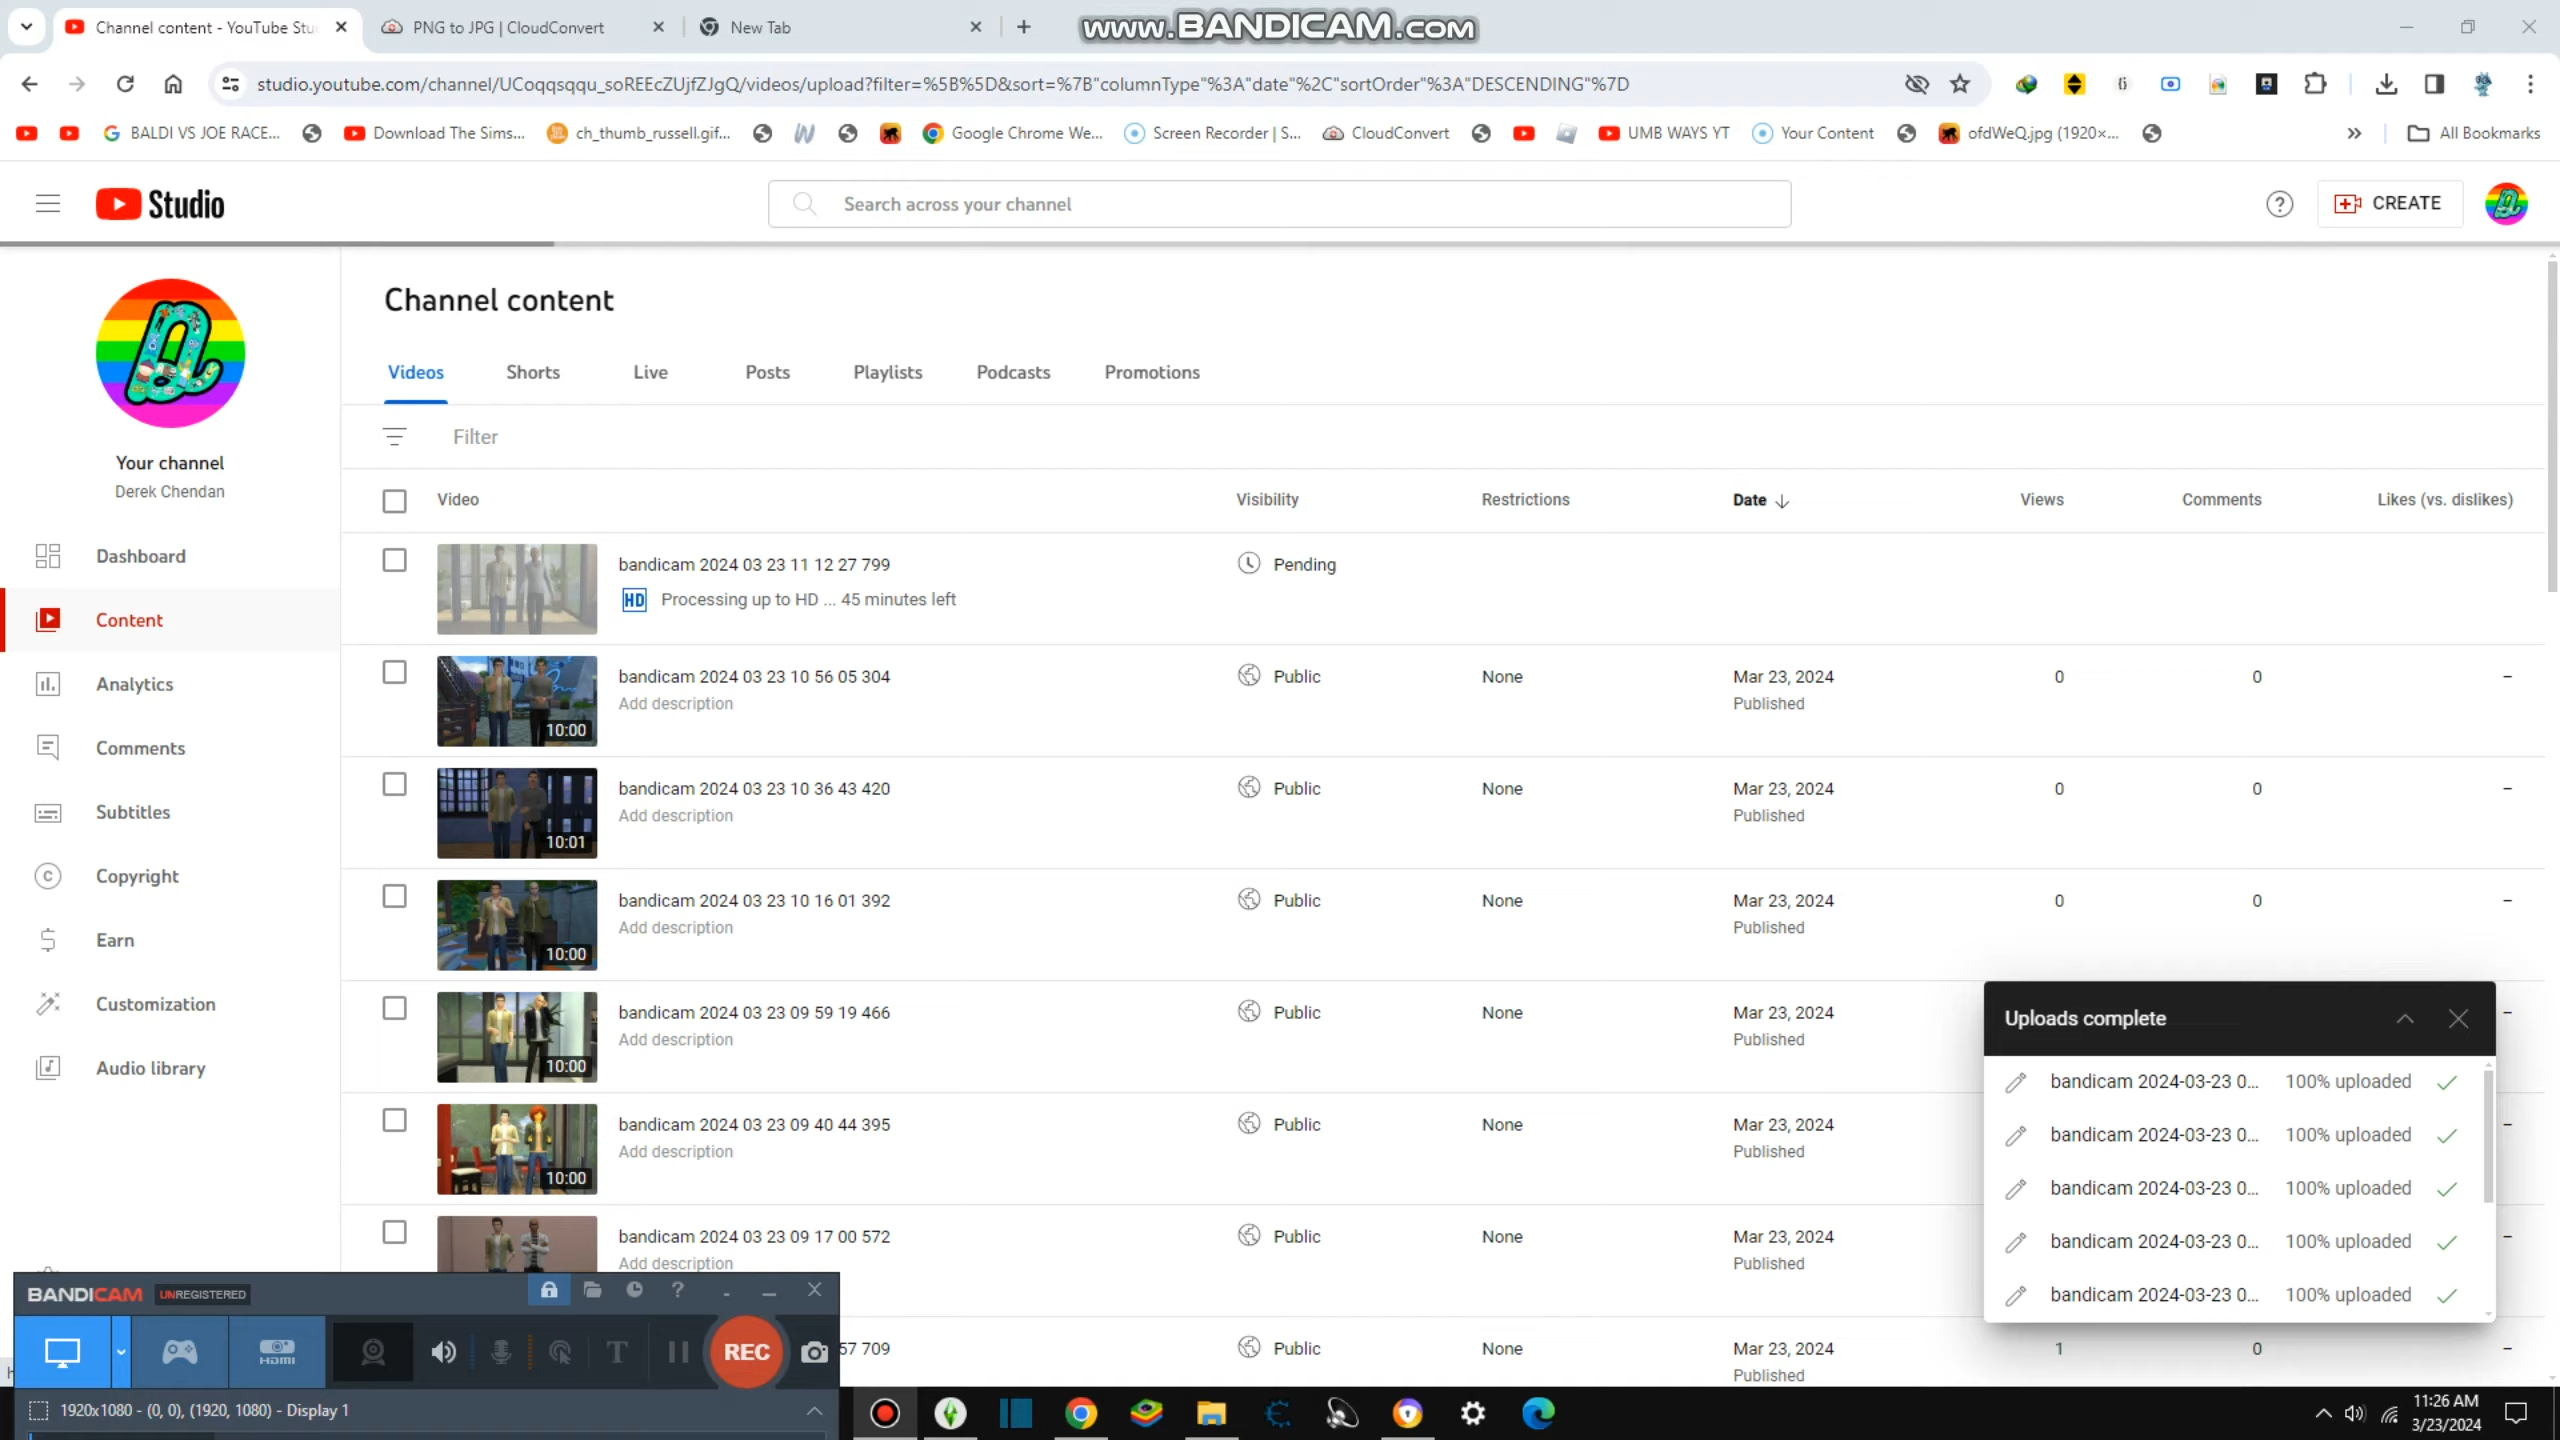 Channel content - YouTube Stu
PNG to JPG | CloudConvert
New Tab
www.BANDICAM.com
studio.youtube.com/channel/UCoqqsqqu_soREEcZUjfZJgQ/videos/upload?filter=%5B%5D&sort=%7B"columnType"%3A"date"%2C"sortOrder"%3A"DESCENDING"%7D
BALDI VS JOE RACE...
Download The Sims...
ch_thumb_russell.gif...
Google Chrome We...
Screen Recorder | S...
CloudConvert
UMB WAYS YT
Your Content
ofdWeQ.jpg (1920×...
All Bookmarks
Studio
Search across your channel
CREATE
Your channel
Derek Chendan
Dashboard
Content
Analytics
Comments
Subtitles
Copyright
Earn
Customization
Audio library
Channel content
Videos Shorts Live Posts Playlists Podcasts Promotions
Filter
Video Visibility Restrictions Date Views Comments Likes (vs. dislikes)
bandicam 2024 03 23 11 12 27 799 Pending
HD Processing up to HD ... 45 minutes left
bandicam 2024 03 23 10 56 05 304 Public None Mar 23, 2024 0 0 –
10:00 Add description Published
bandicam 2024 03 23 10 36 43 420 Public None Mar 23, 2024 0 0 –
10:01 Add description Published
bandicam 2024 03 23 10 16 01 392 Public None Mar 23, 2024 0 0 –
10:00 Add description Published
bandicam 2024 03 23 09 59 19 466 Public None Mar 23, 2024 –
10:00 Add description Published
bandicam 2024 03 23 09 40 44 395 Public None Mar 23, 2024 –
10:00 Add description Published
bandicam 2024 03 23 09 17 00 572 Public None Mar 23, 2024 –
Add description Published
57 709 Public None Mar 23, 2024 1 0 –
Published
Uploads complete
bandicam 2024-03-23 0... 100% uploaded
bandicam 2024-03-23 0... 100% uploaded
bandicam 2024-03-23 0... 100% uploaded
bandicam 2024-03-23 0... 100% uploaded
bandicam 2024-03-23 0... 100% uploaded
BANDICAM UNREGISTERED
HDMI
REC
1920x1080 - (0, 0), (1920, 1080) - Display 1
11:26 AM
3/23/2024